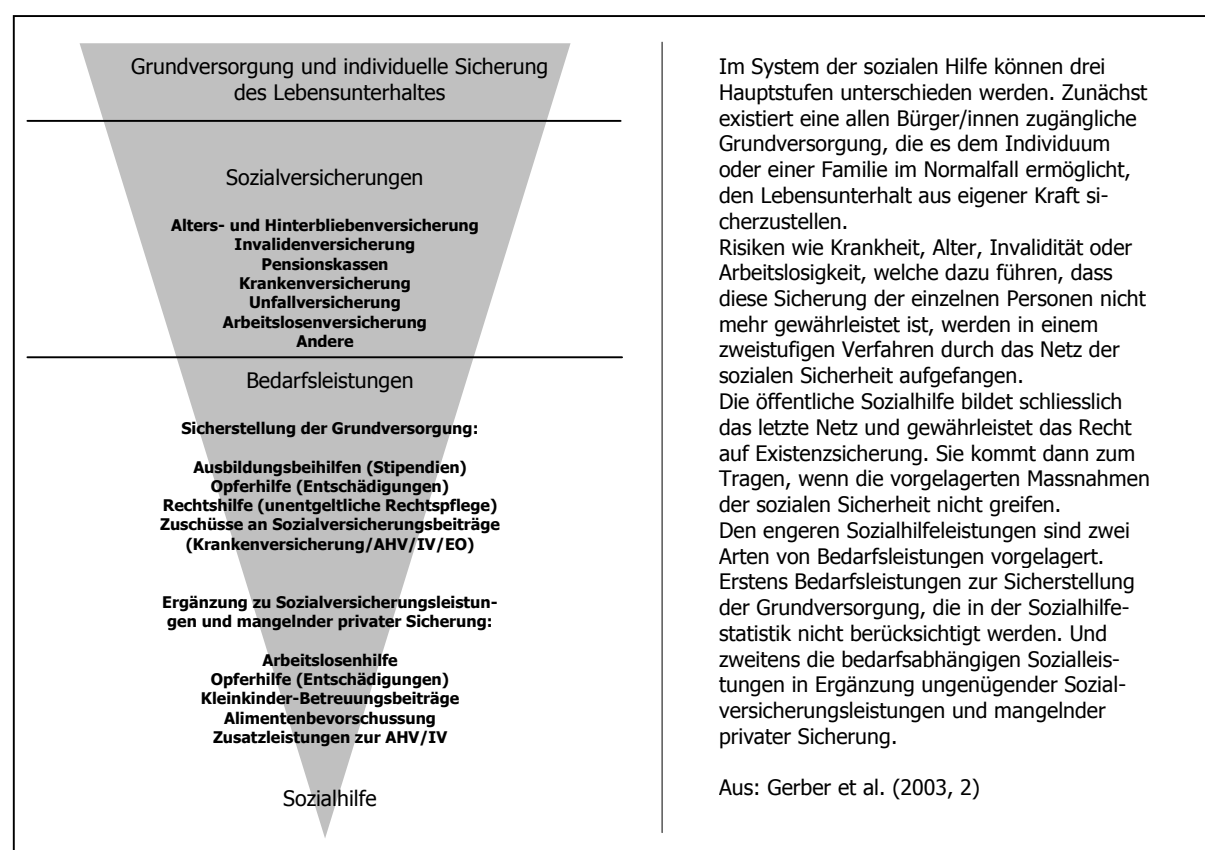 Grundversorgung und individuelle Sicherung
des Lebensunterhaltes
Sozialversicherungen
Alters- und Hinterbliebenversicherung
Invalidenversicherung
Pensionskassen
Krankenversicherung
Unfallversicherung
Arbeitslosenversicherung
Andere
Bedarfsleistungen
Sicherstellung der Grundversorgung:
Ausbildungsbeihilfen (Stipendien)
Opferhilfe (Entschädigungen)
Rechtshilfe (unentgeltliche Rechtspflege)
Zuschüsse an Sozialversicherungsbeiträge
(Krankenversicherung/AHV/IV/EO)
Ergänzung zu Sozialversicherungsleistun-
gen und mangelnder privater Sicherung:
Arbeitslosenhilfe
Opferhilfe (Entschädigungen)
Kleinkinder-Betreuungsbeiträge
Alimentenbevorschussung
Zusatzleistungen zur AHV/IV
Sozialhilfe
Im System der sozialen Hilfe können drei
Hauptstufen unterschieden werden. Zunächst
existiert eine allen Bürger/innen zugängliche
Grundversorgung, die es dem Individuum
oder einer Familie im Normalfall ermöglicht,
den Lebensunterhalt aus eigener Kraft si-
cherzustellen.
Risiken wie Krankheit, Alter, Invalidität oder
Arbeitslosigkeit, welche dazu führen, dass
diese Sicherung der einzelnen Personen nicht
mehr gewährleistet ist, werden in einem
zweistufigen Verfahren durch das Netz der
sozialen Sicherheit aufgefangen.
Die öffentliche Sozialhilfe bildet schliesslich
das letzte Netz und gewährleistet das Recht
auf Existenzsicherung. Sie kommt dann zum
Tragen, wenn die vorgelagerten Massnahmen
der sozialen Sicherheit nicht greifen.
Den engeren Sozialhilfeleistungen sind zwei
Arten von Bedarfsleistungen vorgelagert.
Erstens Bedarfsleistungen zur Sicherstellung
der Grundversorgung, die in der Sozialhilfe-
statistik nicht berücksichtigt werden. Und
zweitens die bedarfsabhängigen Sozialleis-
tungen in Ergänzung ungenügender Sozial-
versicherungsleistungen und mangelnder
privater Sicherung.
Aus: Gerber et al. (2003, 2)